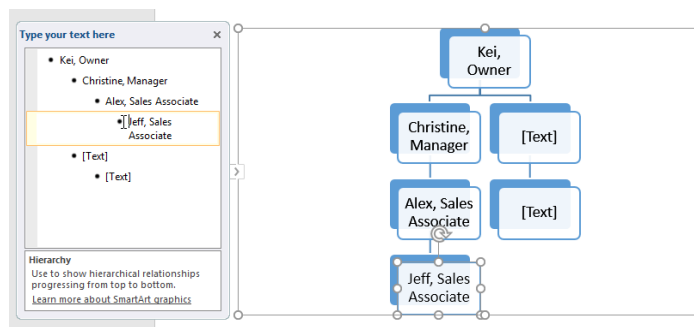 Type your text here
Kei, Owner
Christine, Manager
Alex, Sales Associate
Jeff, Sales
Associate
[Text]
[Text]
Hierarchy
Use to show hierarchical relationships
progressing from top to bottom.
Learn more about SmartArt graphics
Kei,
Owner
Christine,
Manager
[Text]
Alex, Sales
Associate
[Text]
Jeff, Sales
Associate